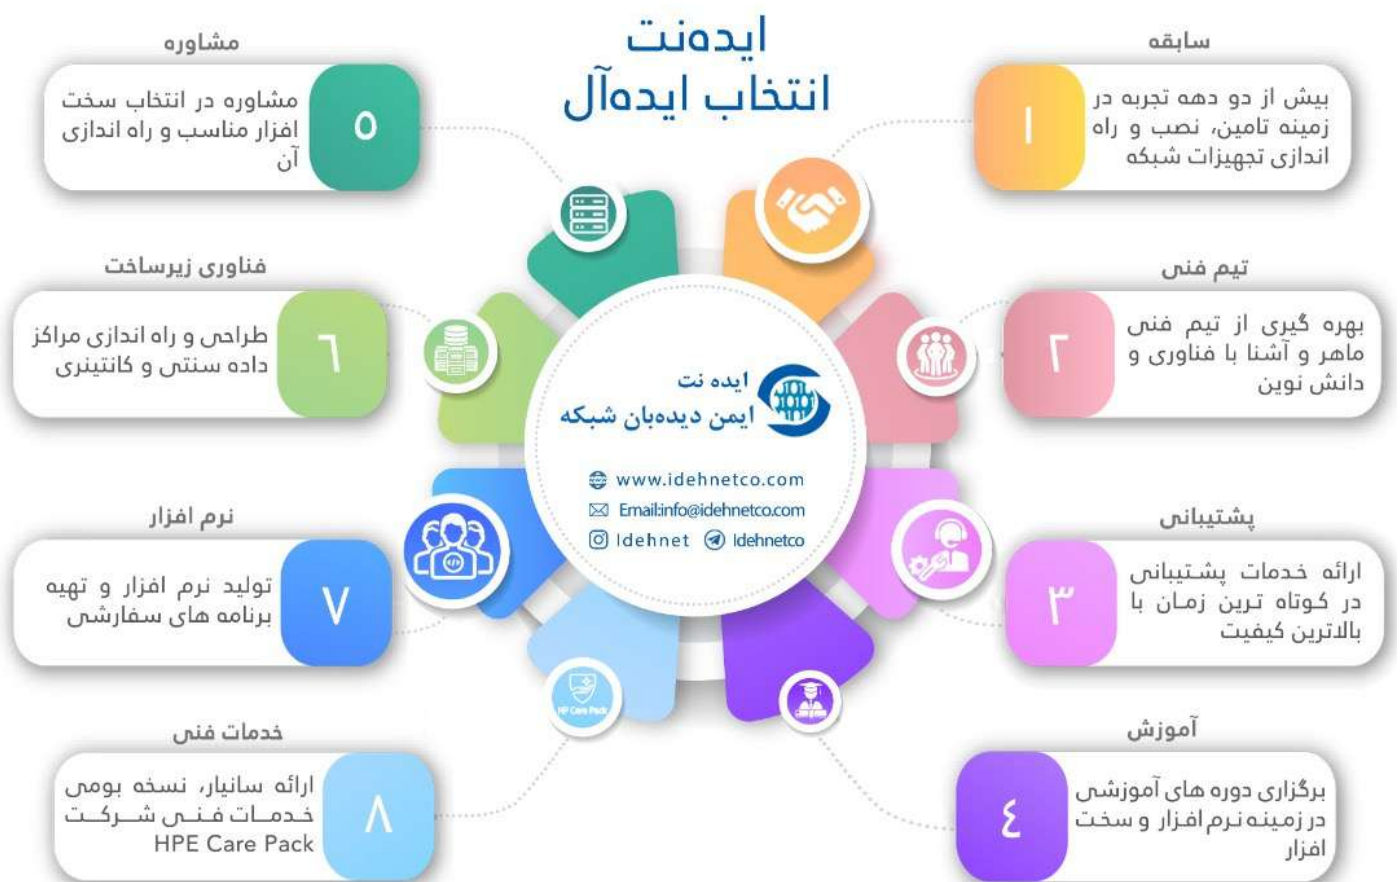 ایده‌نت
انتخاب ایده‌آل
سابقه
۱
بیش از دو دهه تجربه در
زمینه تامین، نصب و راه
اندازی تجهیزات شبکه
تیم فنی
۲
بهره گیری از تیم فنی
ماهر و آشنا با فناوری و
دانش نوین
پشتیبانی
۳
ارائه خدمات پشتیبانی
در کوتاه ترین زمان با
بالاترین کیفیت
آموزش
٤
برگزاری دوره های آموزشی
در زمینه نرم افزار و سخت
افزار
مشاوره
٥
مشاوره در انتخاب سخت
افزار مناسب و راه اندازی
آن
فناوری زیرساخت
٦
طراحی و راه اندازی مراکز
داده سنتی و کانتینری
نرم افزار
۷
تولید نرم افزار و تهیه
برنامه های سفارشی
خدمات فنی
۸
ارائه سانیار، نسخه بومی
خدمات فنی شرکت
HPE Care Pack
HP Care Pack
ایده نت
ایمن دیده‌بان شبکه
www.idehnetco.com
Email:info@idehnetco.com
Idehnet Idehnetco